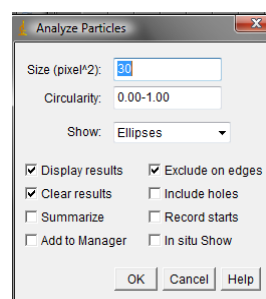 Analyze Particles
Size (pixel^2): 30
Circularity: 0.00-1.00
Show: Ellipses
Display results Exclude on edges
Clear results Include holes
Summarize Record starts
Add to Manager In situ Show
OK Cancel Help